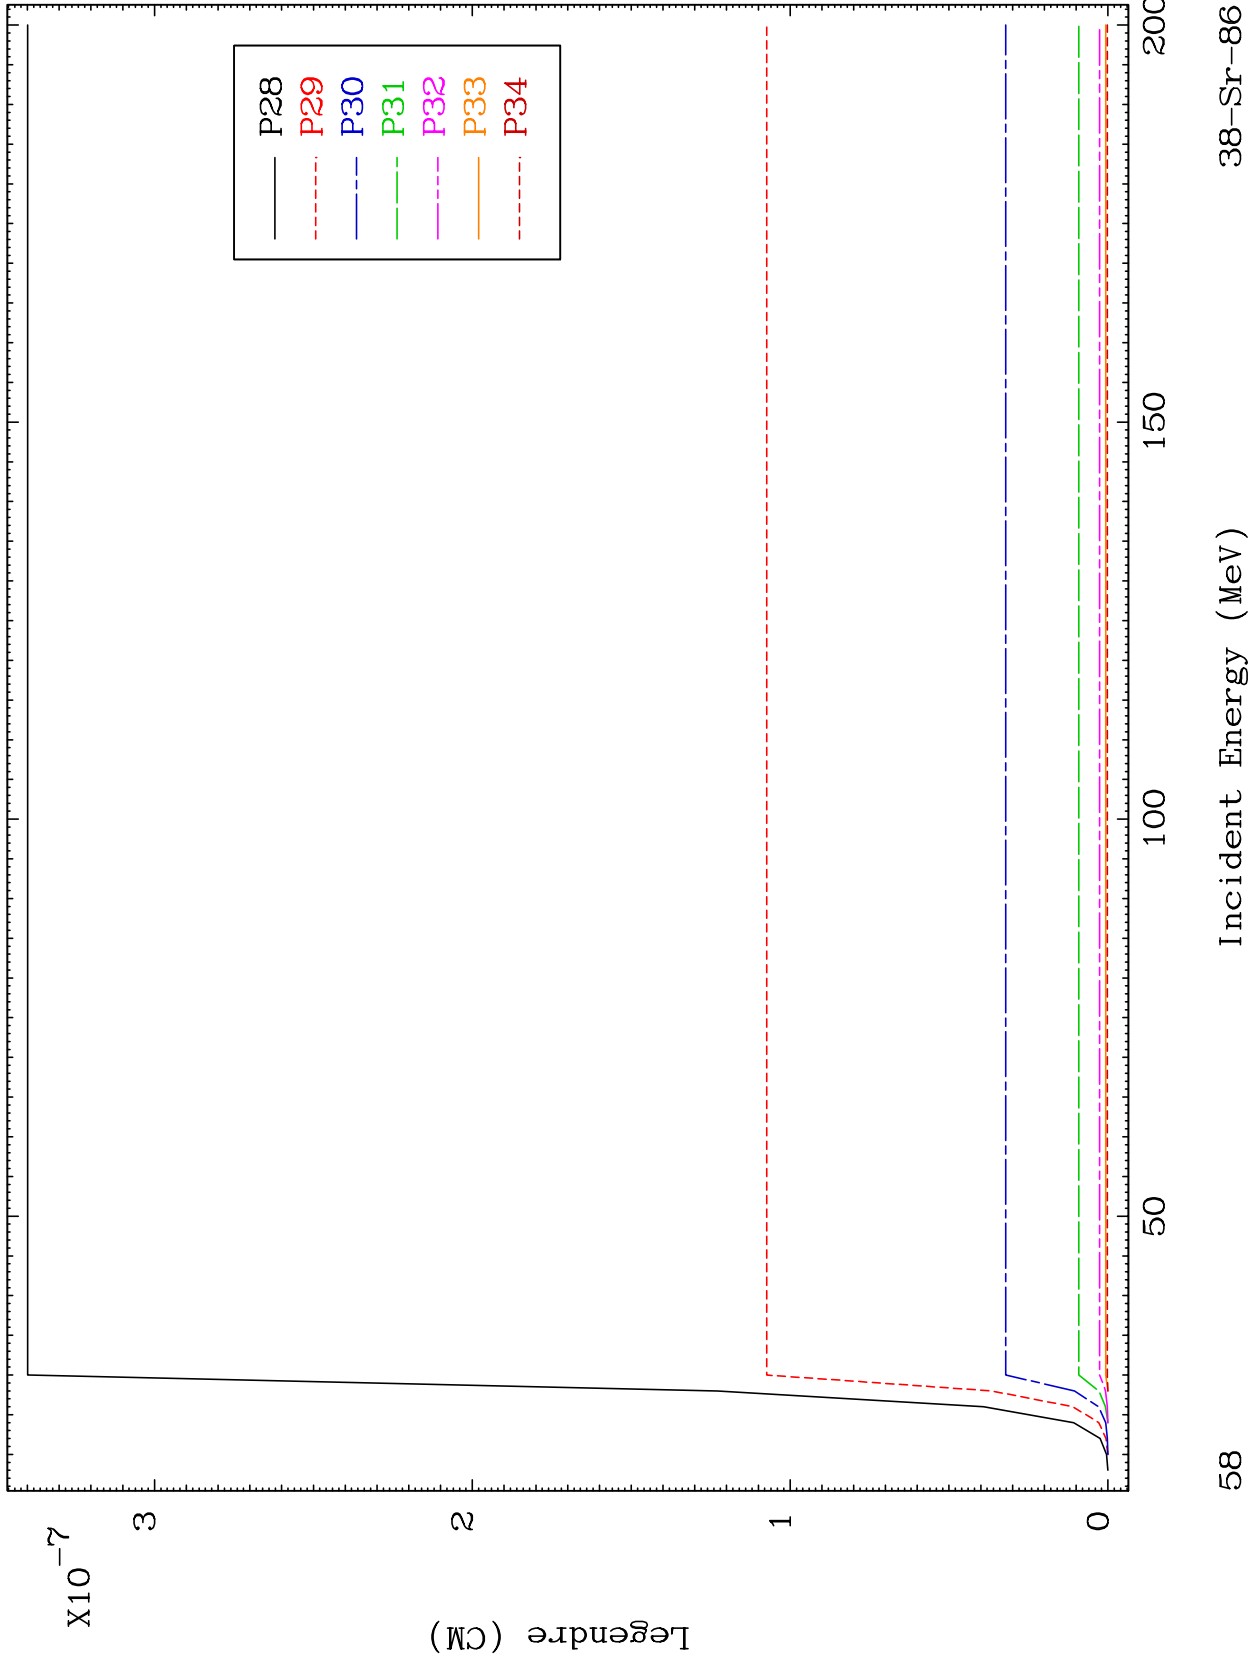 X10-7
3
2
1
0
Legendre (CM)
P28
P29
P30
P31
P32
P33
P34
50
100
150
200
Incident Energy (MeV)
58
38-Sr-86